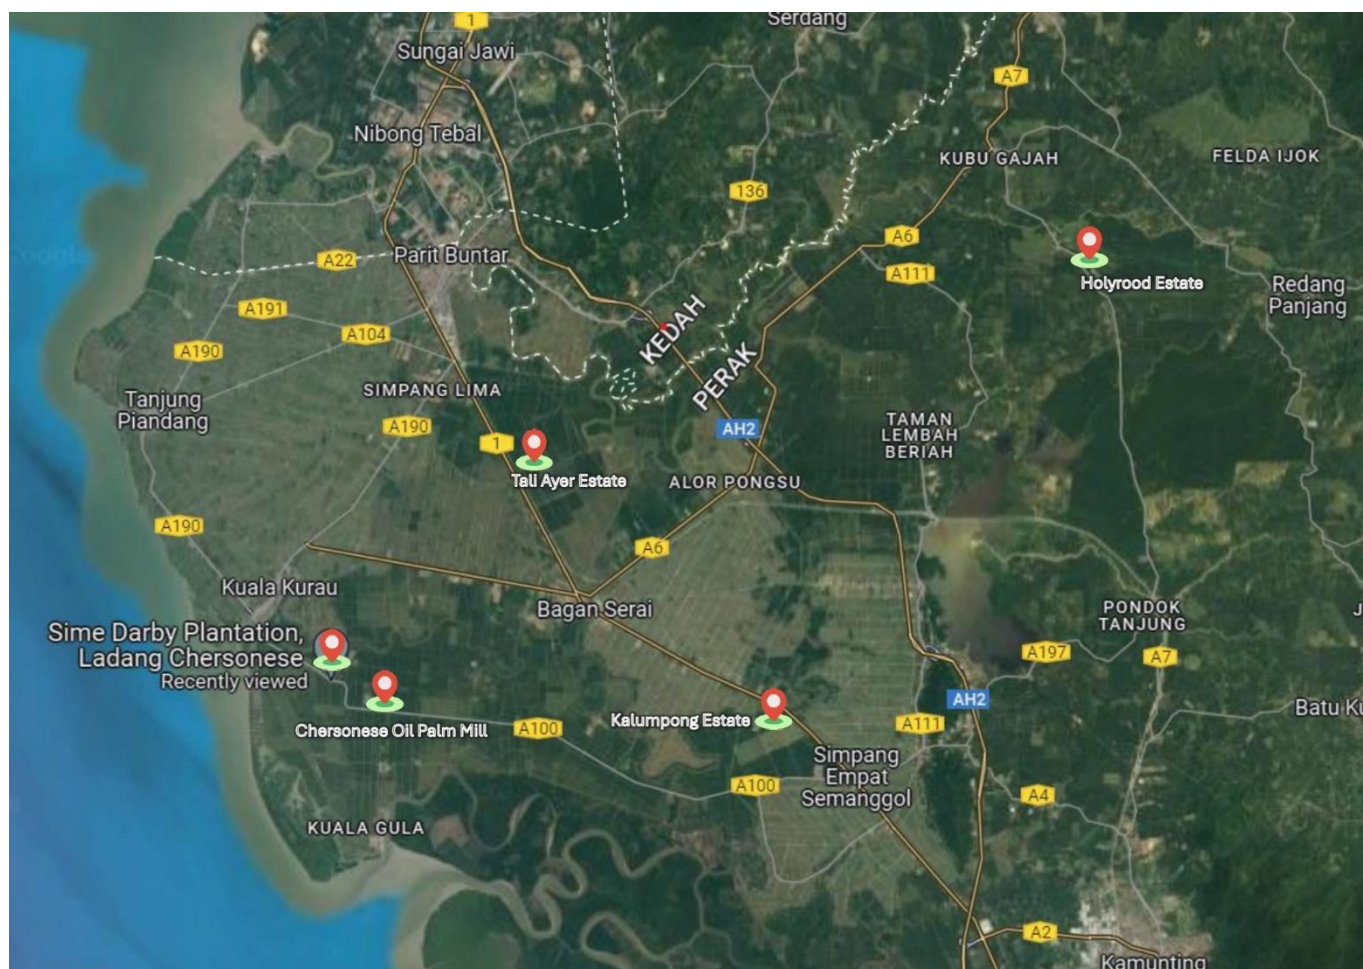 Serdang
1
Sungai Jawi
A7
Nibong Tebal
KUBU GAJAH
FELDA IJOK
136
A6
Parit Buntar
A22
A111
Holyrood Estate
Redang
Panjang
A191
KEDAH
A104
A190
PERAK
SIMPANG LIMA
Tanjung
Piandang
A190
TAMAN
LEMBAH
BERIAH
AH2
1
Tali Ayer Estate
ALOR PONGSU
A190
A6
Kuala Kurau
Bagan Serai
PONDOK
TANJUNG
Sime Darby Plantation,
Ladang Chersonese
Recently viewed
A197
A7
AH2
Batu Ku
Chersonese Oil Palm Mill
A100
Kalumpong Estate
A111
Simpang
Empat
Semanggol
A100
A4
KUALA GULA
A2
Kamunting